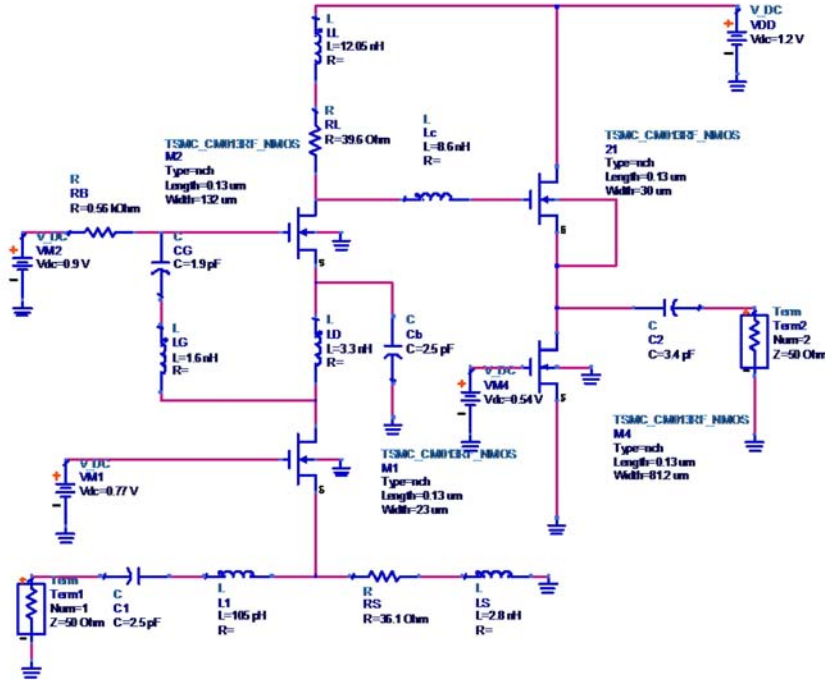 V_DC
VDD
Vdc=1.2 V
L
LL
L=12.05 nH
R=
R
RL
R=39.6 Ohm
L
Lc
L=8.6nH
R=
TSMC_CM013RF_NMOS
M2
Type=nch
Length=0.13 um
Width=132 um
TSMC_CM013RF_NMOS
21
Type=nch
Length=0.13 um
Width=30 um
R
RB
R=0.56 kOhm
V_DC
VM2
Vdc=0.9 V
C
CG
C=1.9 pF
S
S
L
LG
L=1.6nH
R=
L
LD
L=3.3 nH
R=
C
Cb
C=2.5 pF
C
C2
C=3.4 pF
Term
Term2
Num=2
Z=50 Ohm
V_DC
VM4
Vdc=0.54 V
S
TSMC_CM013RF_NMOS
M4
Type=nch
Length=0.13 um
Width=81.2 um
V_DC
VM1
Vdc=0.77 V
S
TSMC_CM013RF_NMOS
M1
Type=nch
Length=0.13 um
Width=23 um
Term
Term1
Num=1
Z=50 Ohm
C
C1
C=2.5 pF
L
L1
L=105 pH
R=
R
RS
R=36.1 Ohm
L
LS
L=2.8 nH
R=